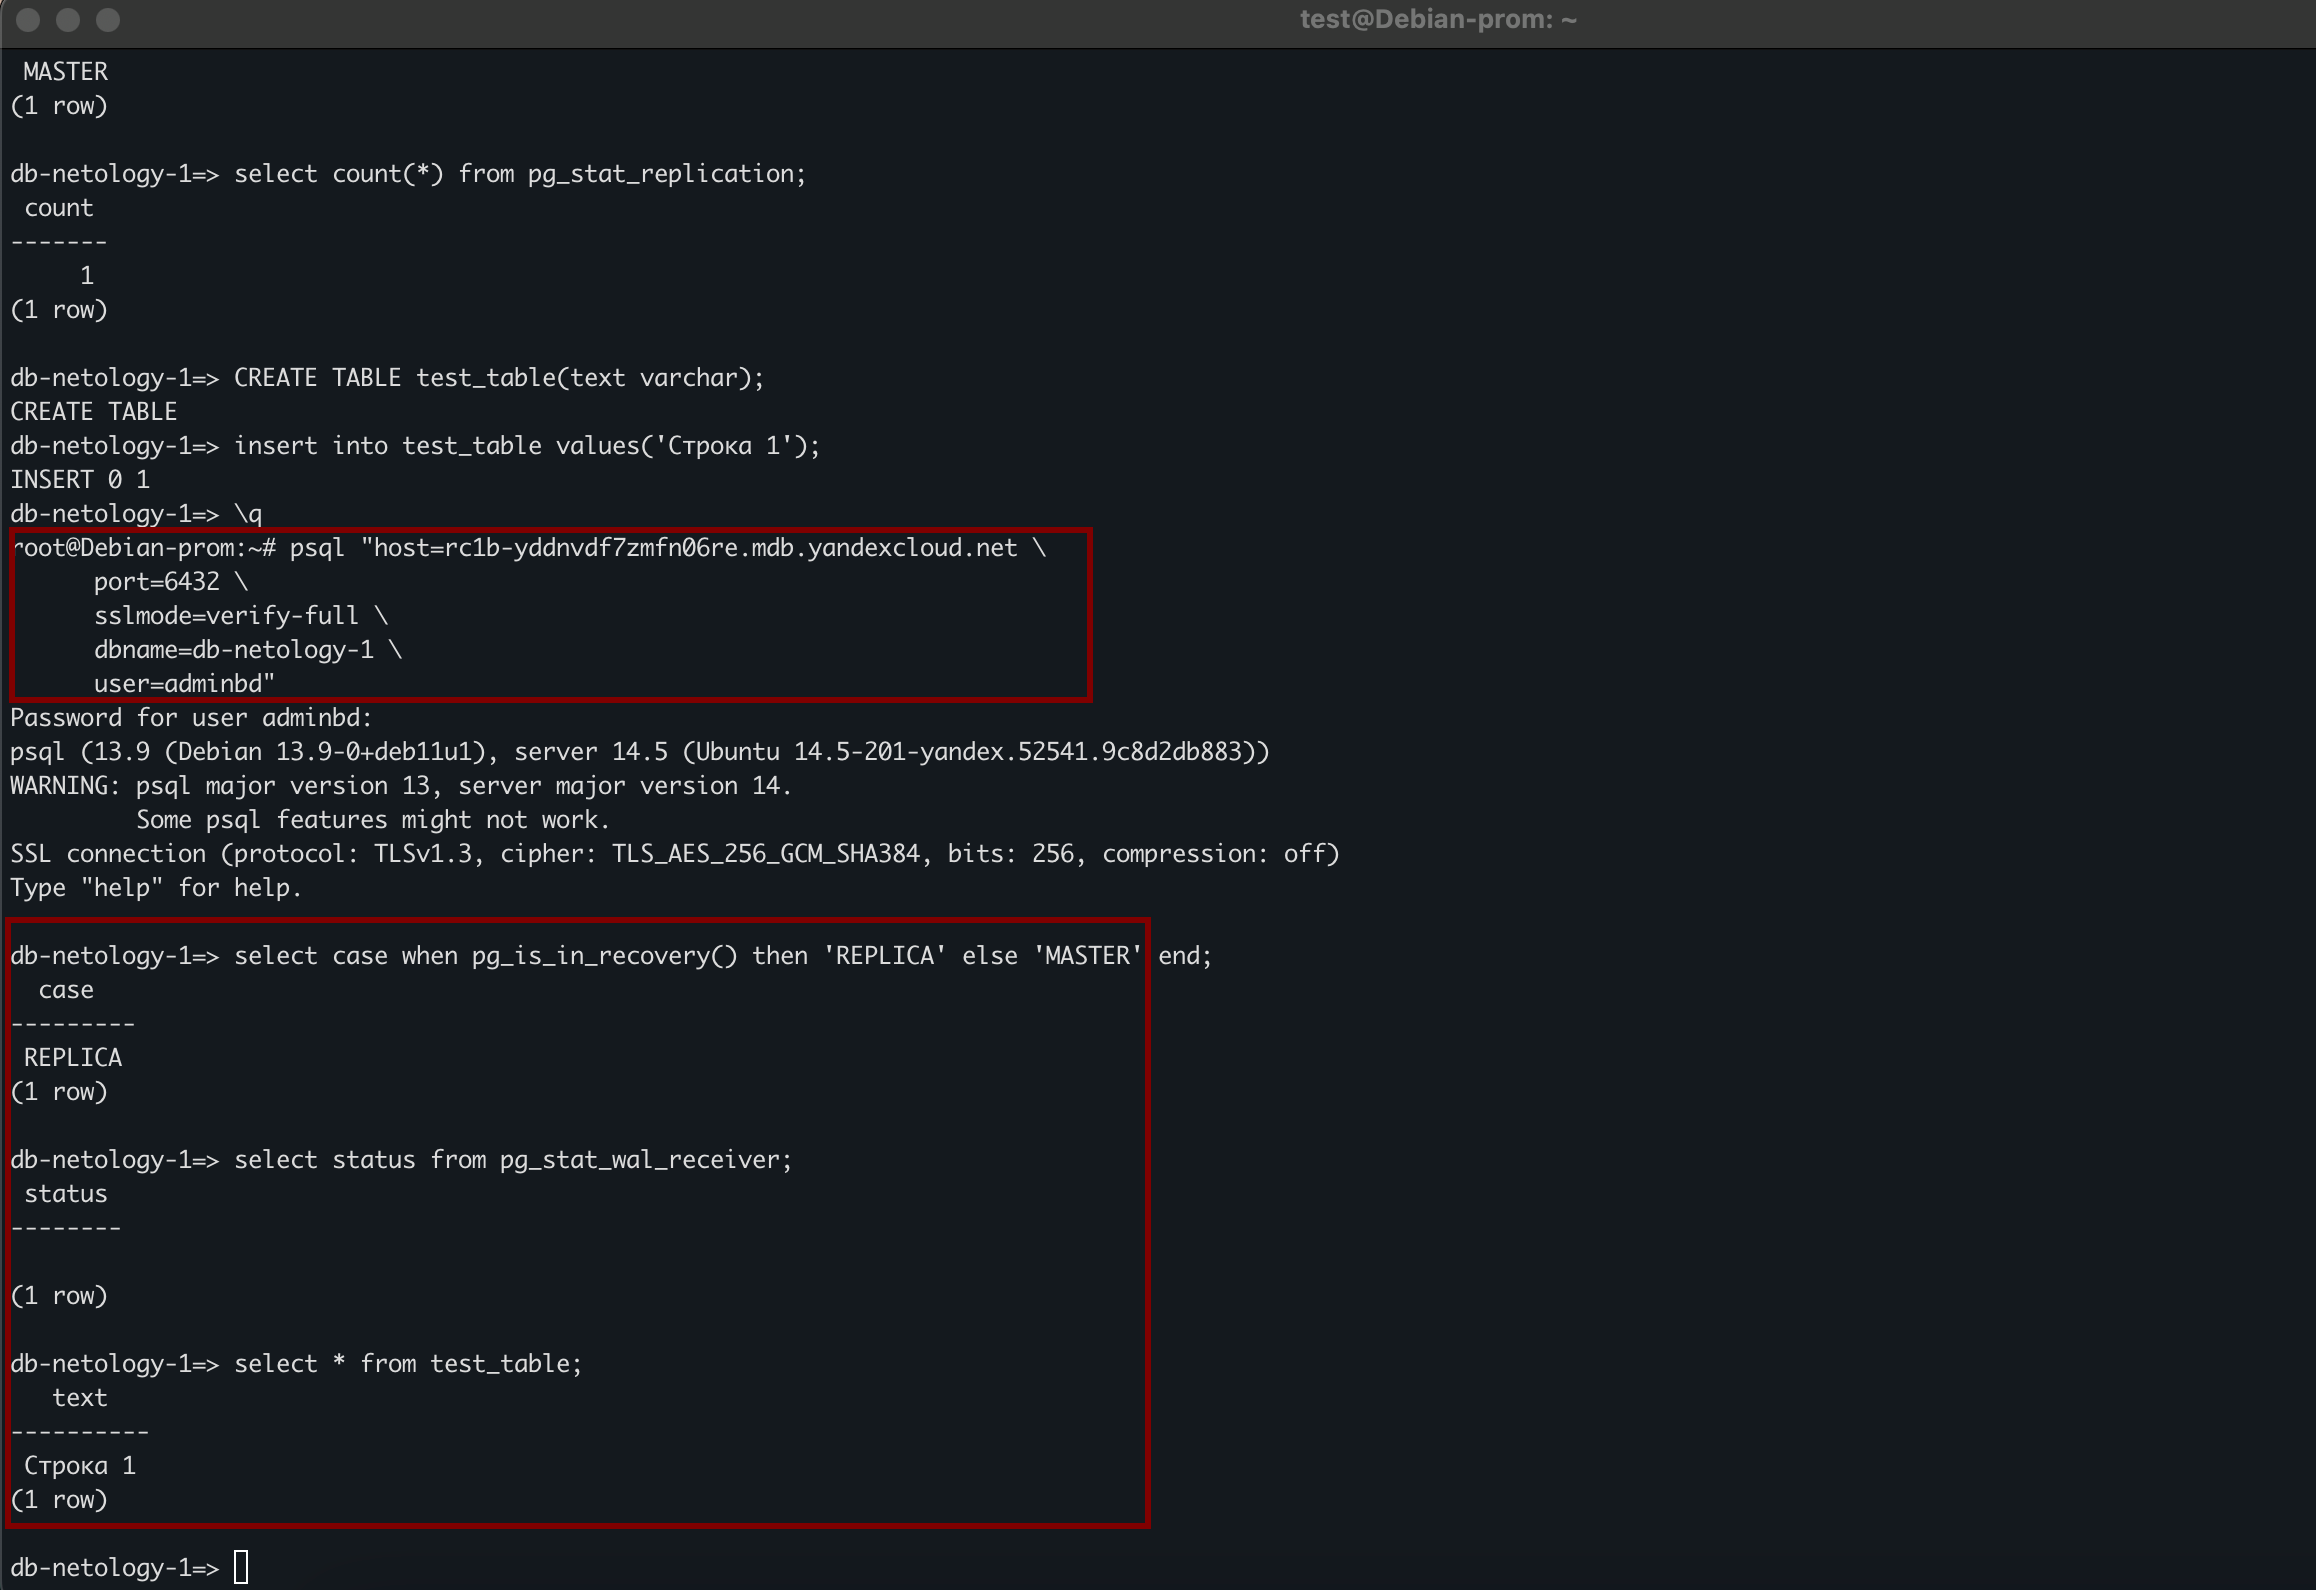 test@Debian-prom: ~
 MASTER
(1 row)

db-netology-1=> select count(*) from pg_stat_replication;
 count
-------
     1
(1 row)

db-netology-1=> CREATE TABLE test_table(text varchar);
CREATE TABLE
db-netology-1=> insert into test_table values('Строка 1');
INSERT 0 1
db-netology-1=> \q
root@Debian-prom:~# psql "host=rc1b-yddnvdf7zmfn06re.mdb.yandexcloud.net \
      port=6432 \
      sslmode=verify-full \
      dbname=db-netology-1 \
      user=adminbd"
Password for user adminbd:
psql (13.9 (Debian 13.9-0+deb11u1), server 14.5 (Ubuntu 14.5-201-yandex.52541.9c8d2db883))
WARNING: psql major version 13, server major version 14.
         Some psql features might not work.
SSL connection (protocol: TLSv1.3, cipher: TLS_AES_256_GCM_SHA384, bits: 256, compression: off)
Type "help" for help.

db-netology-1=> select case when pg_is_in_recovery() then 'REPLICA' else 'MASTER' end;
  case
---------
 REPLICA
(1 row)

db-netology-1=> select status from pg_stat_wal_receiver;
 status
--------

(1 row)

db-netology-1=> select * from test_table;
   text
----------
 Строка 1
(1 row)

db-netology-1=>